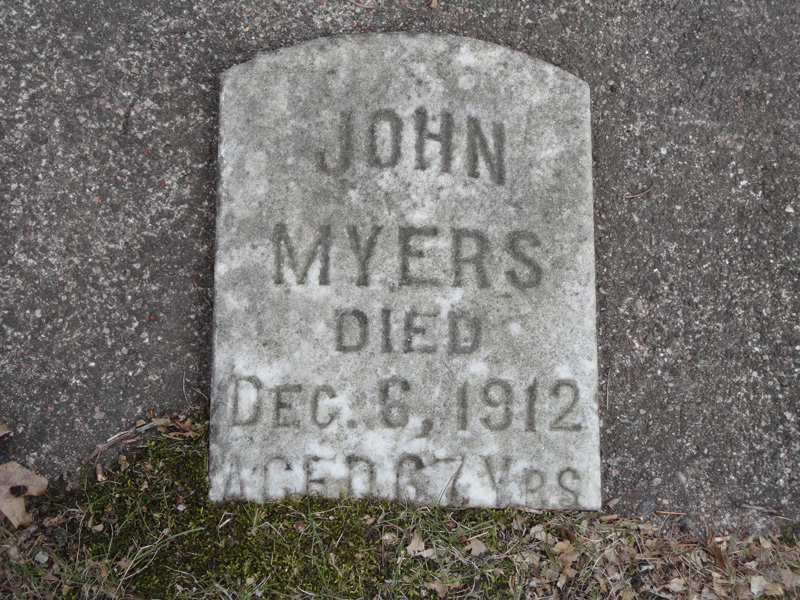 JOHN
MYERS
DIED
DEC. 6, 1912
AGED 67 YRS